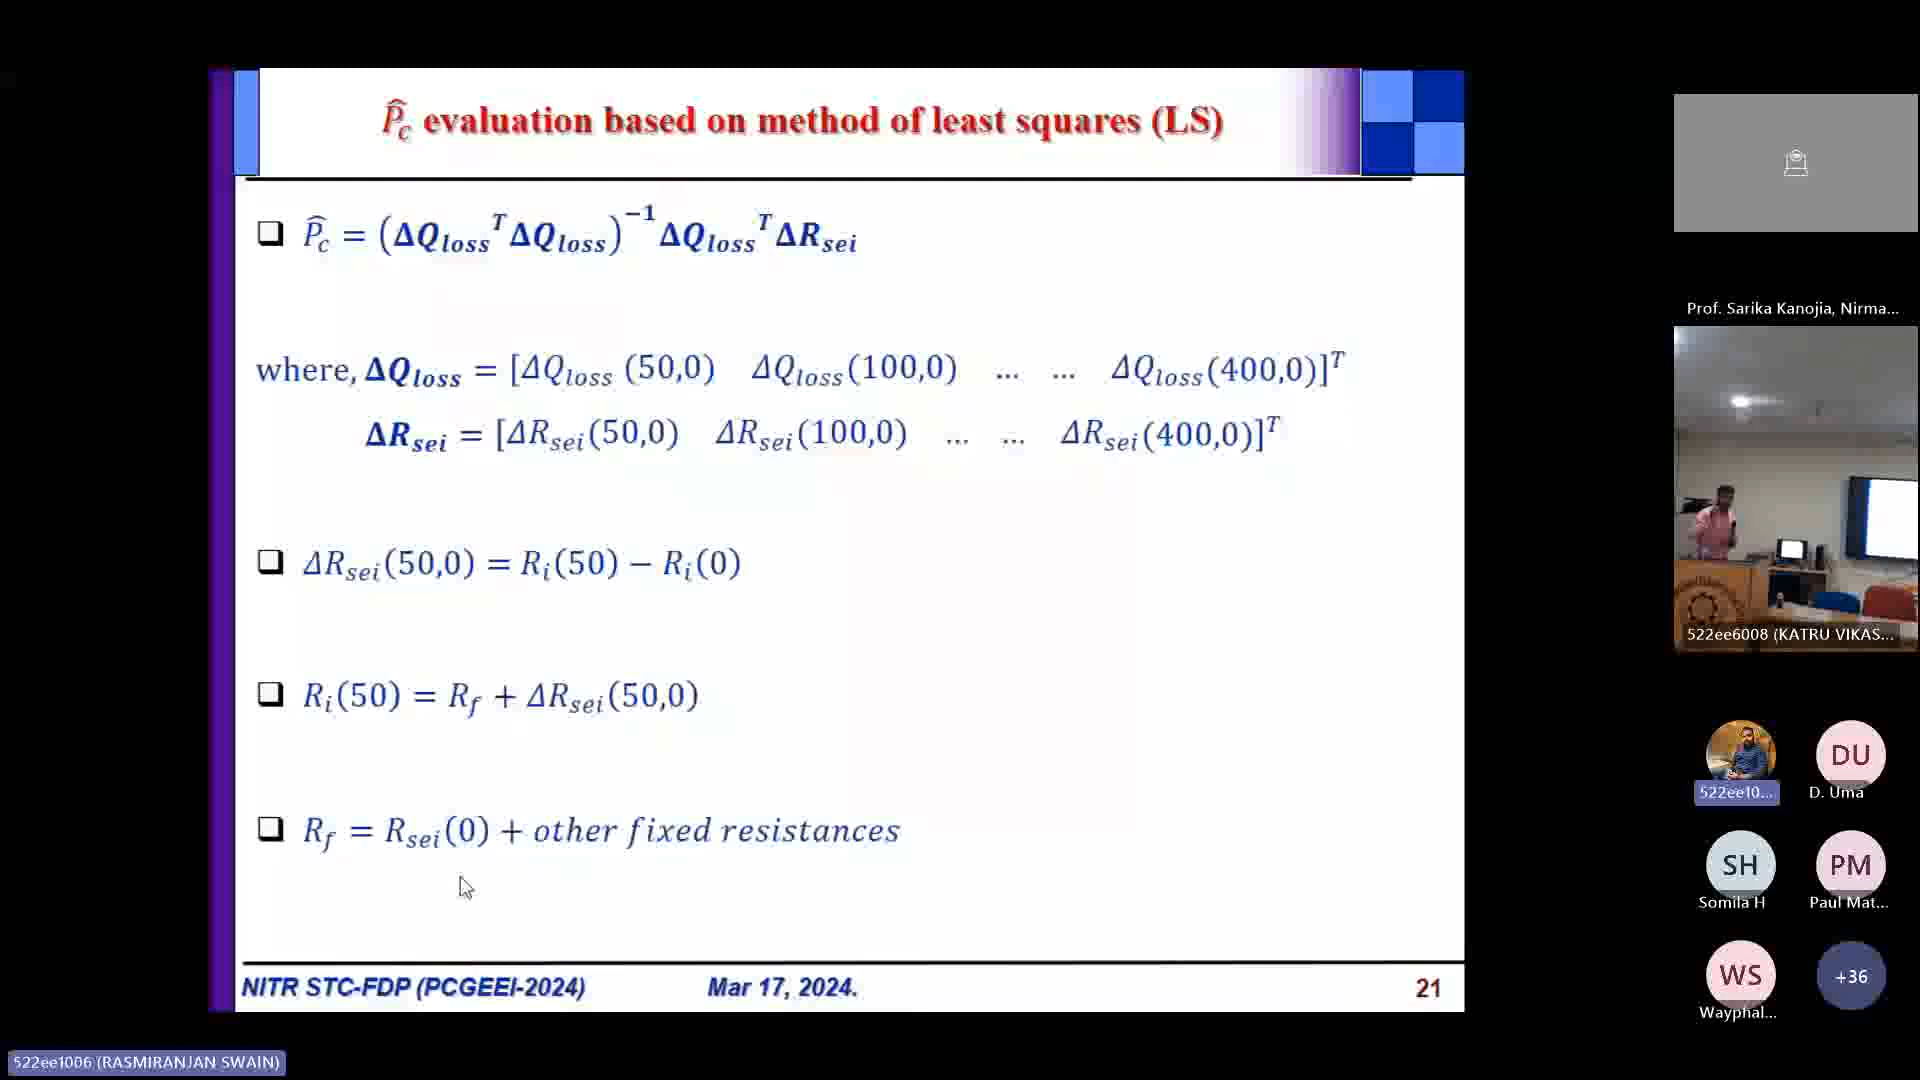 P̂c evaluation based on method of least squares (LS)
P̂c = (ΔQloss^T ΔQloss)^−1 ΔQloss^T ΔRsei
where, ΔQloss = [ΔQloss (50,0) ΔQloss(100,0) ... ... ΔQloss(400,0)]^T
ΔRsei = [ΔRsei(50,0) ΔRsei(100,0) ... ... ΔRsei(400,0)]^T
ΔRsei(50,0) = Ri(50) − Ri(0)
Ri(50) = Rf + ΔRsei(50,0)
Rf = Rsei(0) + other fixed resistances
NITR STC-FDP (PCGEEI-2024) Mar 17, 2024. 21
Prof. Sarika Kanojia, Nirma...
522ee6008 (KATRU VIKAS...
DU
522ee10... D. Uma
SH PM
Somila H Paul Mat...
WS +36
Wayphal...
522ee1006 (RASMIRANJAN SWAIN)